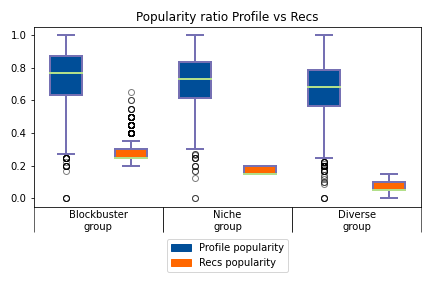 Popularity ratio Profile vs Recs
1.0
0.8
0.6
0.4
0.2
0.0
Blockbuster
group
Niche
group
Diverse
group
Profile popularity
Recs popularity